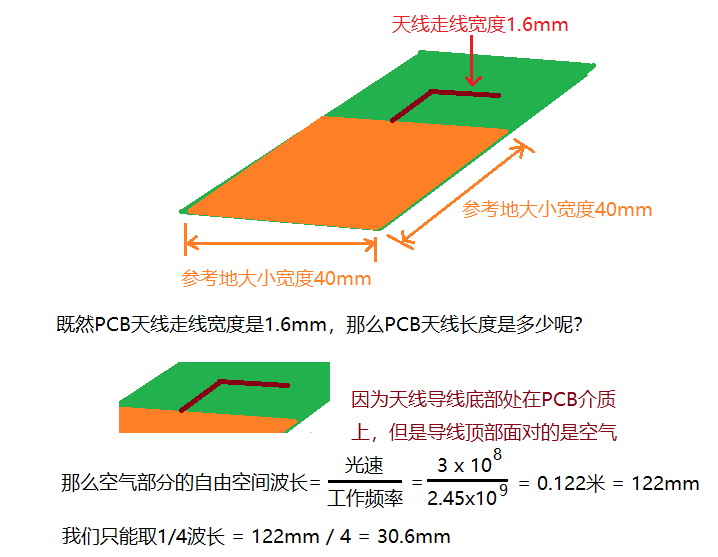 天线走线宽度1.6mm
参考地大小宽度40mm
参考地大小宽度40mm
既然PCB天线走线宽度是1.6mm，那么PCB天线长度是多少呢？
因为天线导线底部处在PCB介质
上，但是导线顶部面对的是空气
那么空气部分的自由空间波长= 光速 / 工作频率 = 3 x 10^8 / 2.45x10^9 = 0.122米 = 122mm
我们只能取1/4波长 = 122mm / 4 = 30.6mm